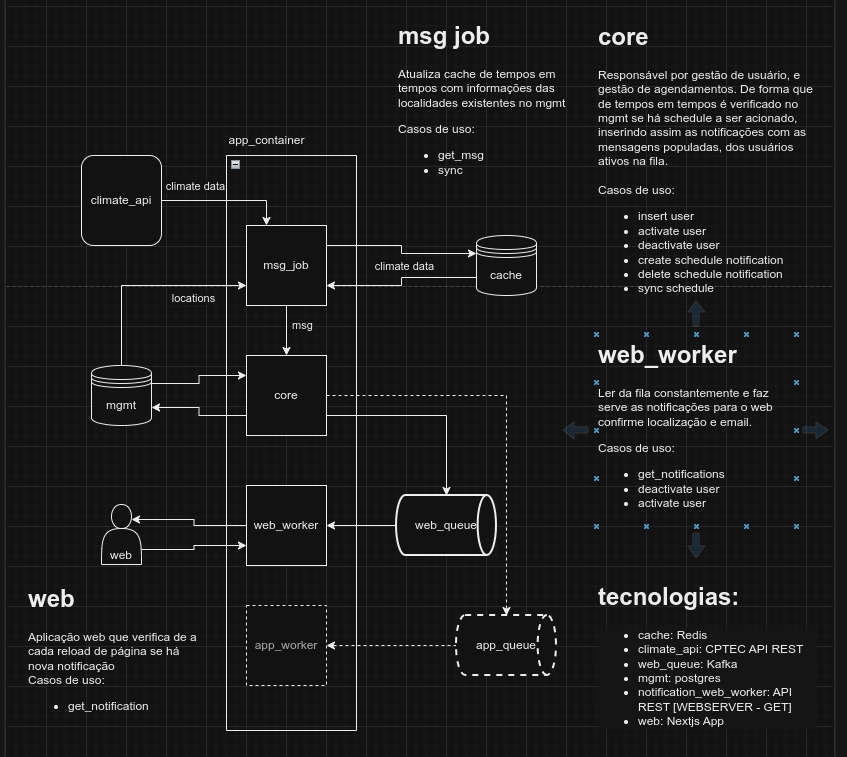 msg job
Atualiza cache de tempos em
tempos com informações das
localidades existentes no mgmt
Casos de uso:
get_msg
sync
core
Responsável por gestão de usuário, e
gestão de agendamentos. De forma que
de tempos em tempos é verificado no
mgmt se há schedule a ser acionado,
inserindo assim as notificações com as
mensagens populadas, dos usuários
ativos na fila.
Casos de uso:
insert user
activate user
deactivate user
create schedule notification
delete schedule notification
sync schedule
app_container
climate_api
climate data
msg_job
climate data
cache
locations
msg
mgmt
core
web_worker
Ler da fila constantemente e faz
serve as notificações para o web
confirme localização e email.
Casos de uso:
get_notifications
deactivate user
activate user
web
web_worker
web_queue
web
Aplicação web que verifica de a
cada reload de página se há
nova notificação
Casos de uso:
get_notification
app_worker
app_queue
tecnologias:
cache: Redis
climate_api: CPTEC API REST
web_queue: Kafka
mgmt: postgres
notification_web_worker: API
REST [WEBSERVER - GET]
web: Nextjs App